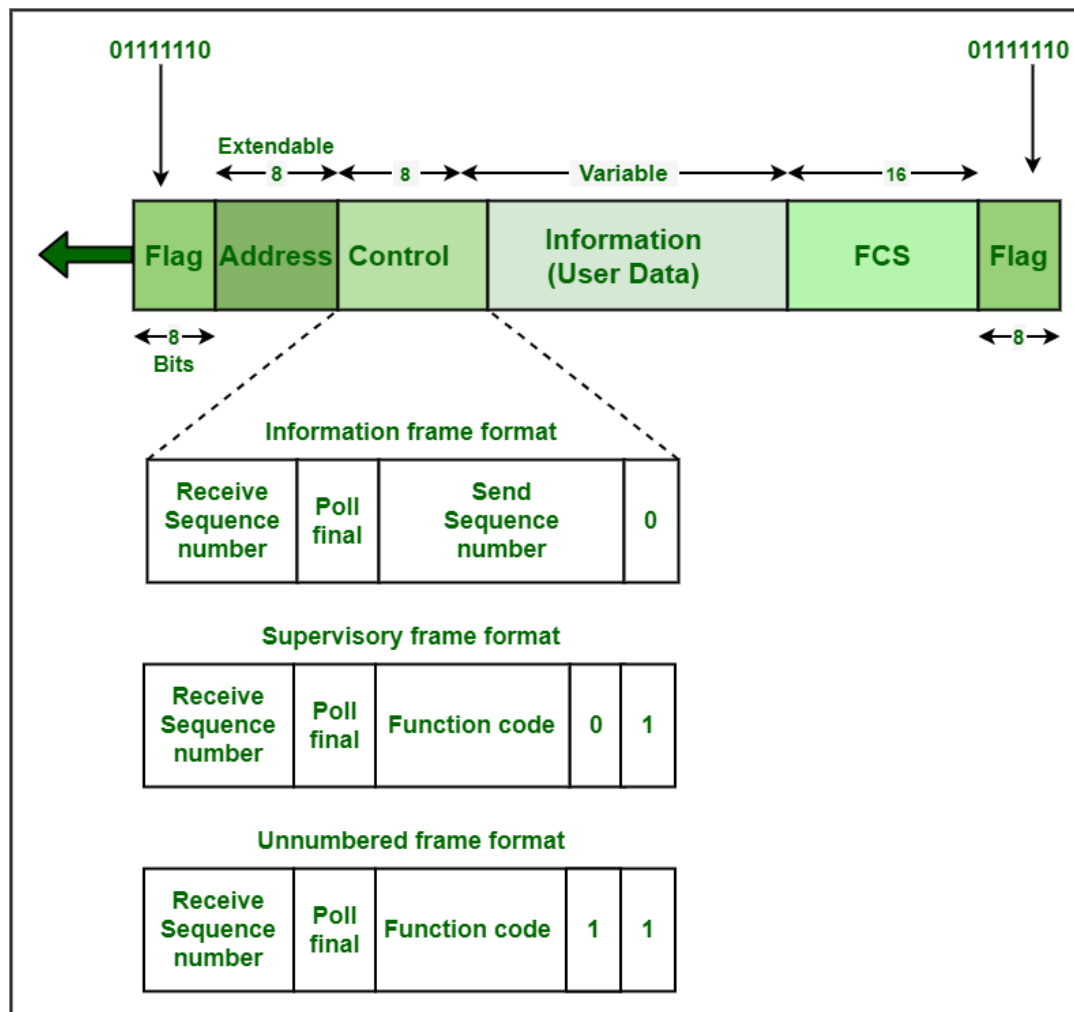 01111110 01111110
Extendable
8 8 Variable 16
Flag Address Control Information
(User Data) FCS Flag
8 8
Bits
Information frame format
Receive
Sequence
number Poll
final Send
Sequence
number 0
Supervisory frame format
Receive
Sequence
number Poll
final Function code 0 1
Unnumbered frame format
Receive
Sequence
number Poll
final Function code 1 1